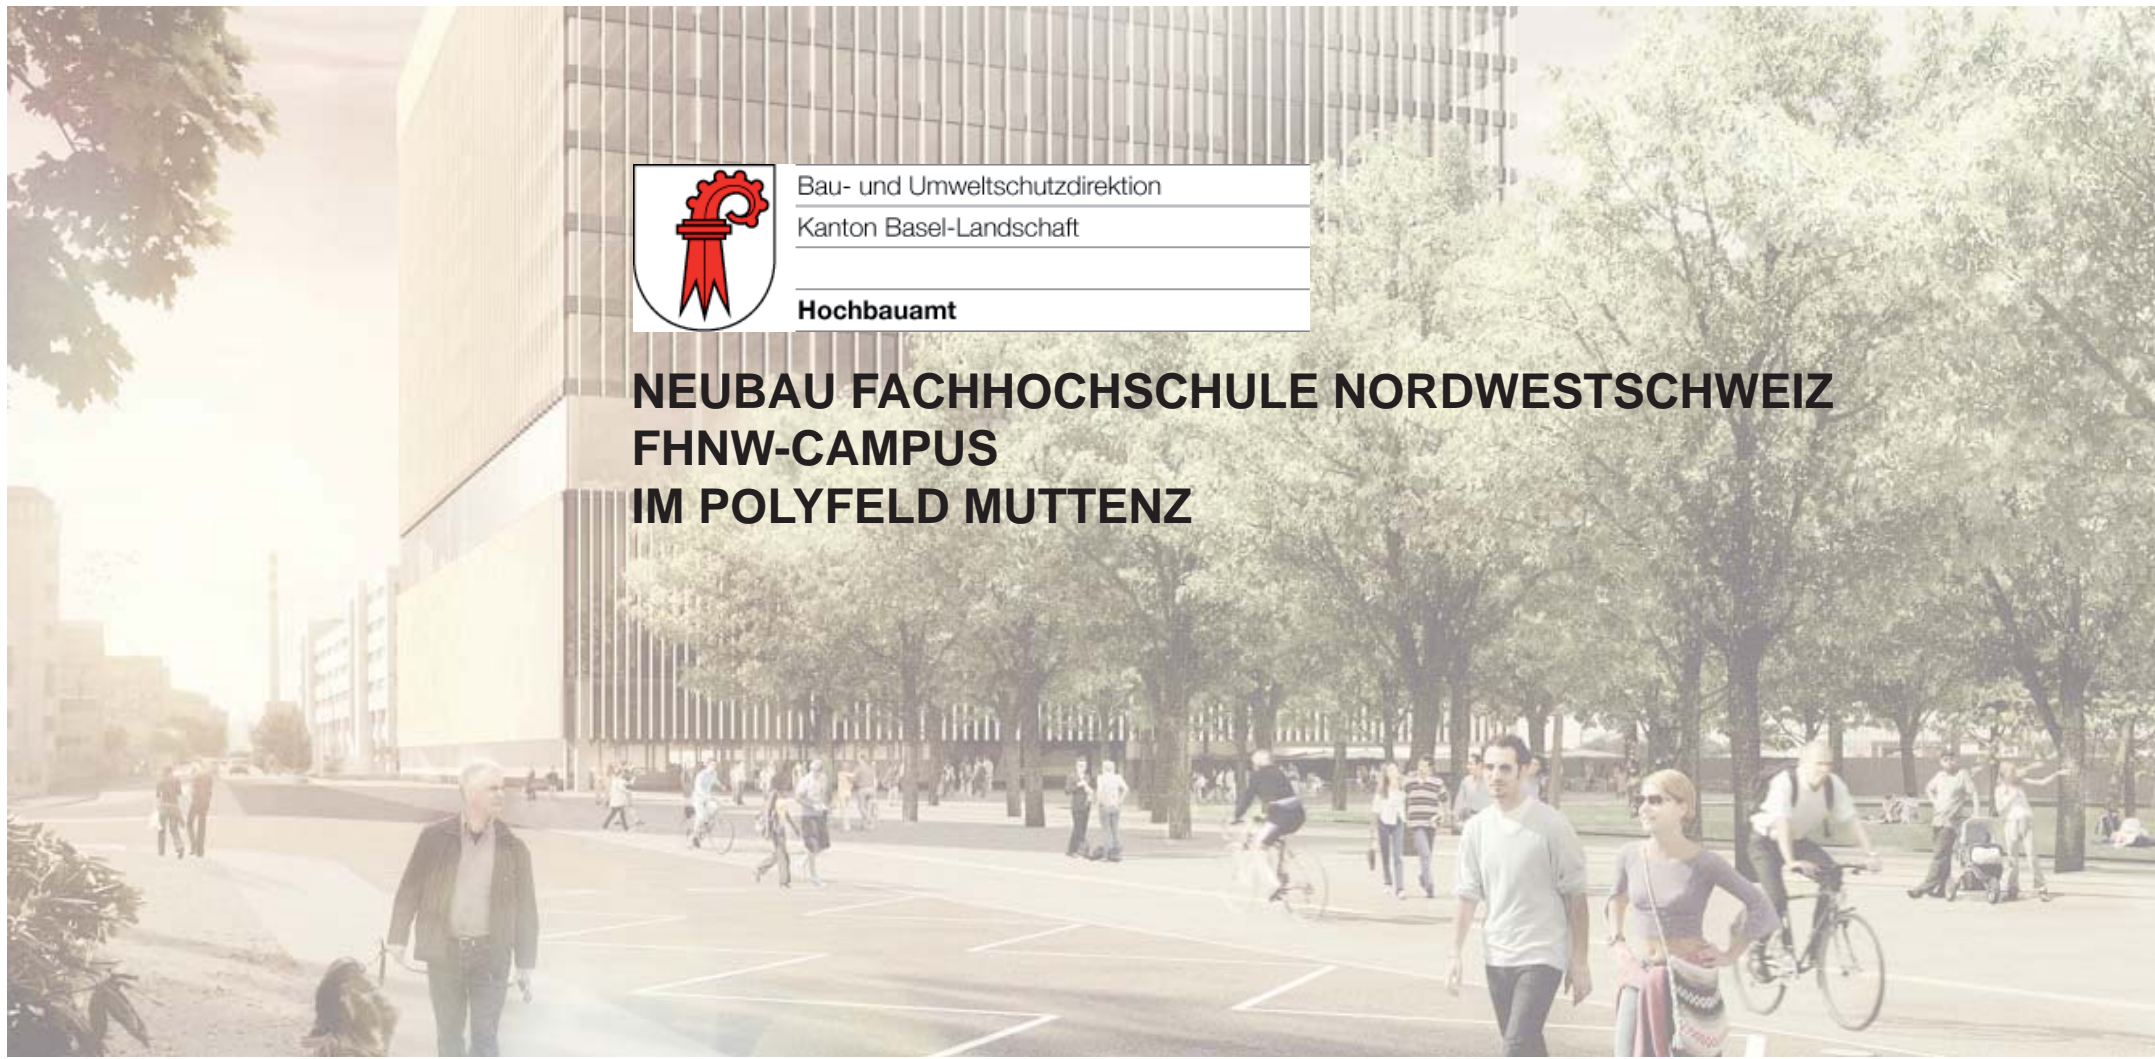 Bau- und Umweltschutzdirektion
Kanton Basel-Landschaft
Hochbauamt
NEUBAU FACHHOCHSCHULE NORDWESTSCHWEIZ
FHNW-CAMPUS
IM POLYFELD MUTTENZ